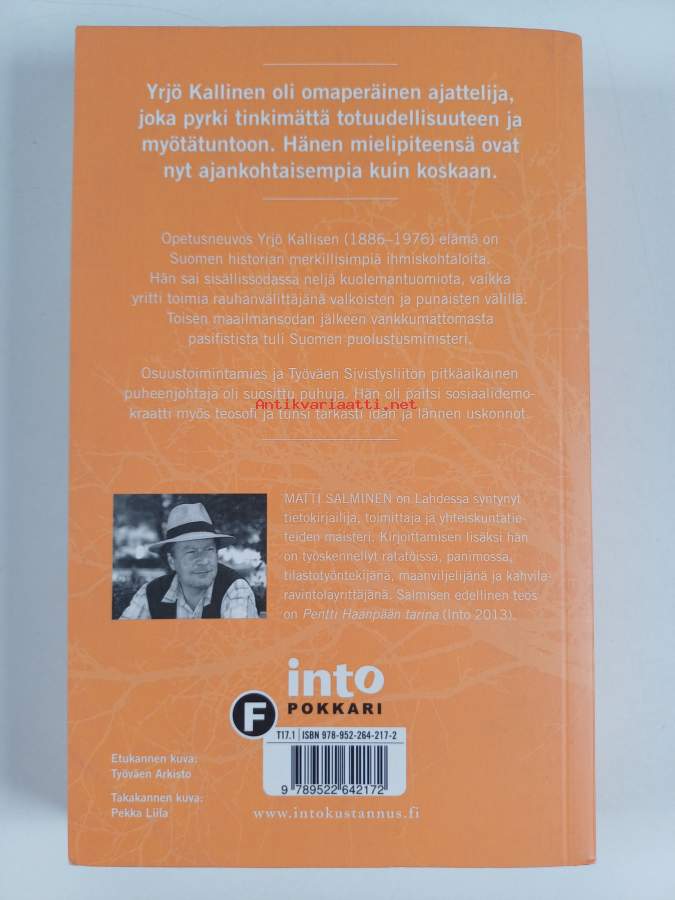 Yrjö Kallinen oli omaperäinen ajattelija,
joka pyrki tinkimättä totuudellisuuteen ja
myötätuntoon. Hänen mielipiteensä ovat
nyt ajankohtaisempia kuin koskaan.
Opetusneuvos Yrjö Kallisen (1886–1976) elämä on
Suomen historian merkillisimpiä ihmiskohtaloita.
Hän sai sisällissodassa neljä kuolemantuomiota, vaikka
yritti toimia rauhanvälittäjänä valkoisten ja punaisten välillä.
Toisen maailmansodan jälkeen vankkumattomasta
pasifistista tuli Suomen puolustusministeri.
Osuustoimintamies ja Työväen Sivistysliiton pitkäaikainen
puheenjohtaja oli suosittu puhuja. Hän oli paitsi sosiaalidemo-
Antikvariaatti.net
kraatti myös teosofi ja tunsi tarkasti idän ja lännen uskonnot.
MATTI SALMINEN on Lahdessa syntynyt
tietokirjailija, toimittaja ja yhteiskuntatie-
teiden maisteri. Kirjoittamisen lisäksi hän
on työskennellyt ratatöissä, panimossa,
tilastotyöntekijänä, maanviljelijänä ja kahvila-
ravintolayrittäjänä. Salmisen edellinen teos
on Pentti Haanpään tarina (Into 2013).
into
POKKARI
F
T17.1 | ISBN 978-952-264-217-2
9 789522 642172
Etukannen kuva:
Työväen Arkisto
Takakannen kuva:
Pekka Liila
www.intokustannus.fi